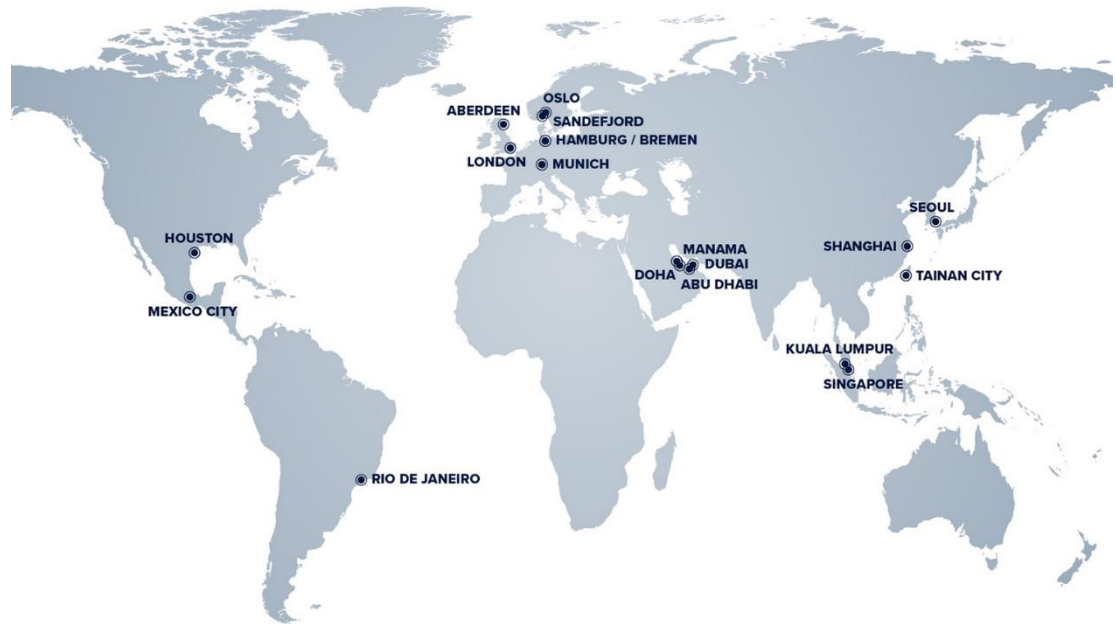 OSLO
ABERDEEN
SANDEFJORD
HAMBURG / BREMEN
LONDON
MUNICH
SEOUL
HOUSTON
SHANGHAI
MANAMA
DUBAI
DOHA
TAINAN CITY
ABU DHABI
MEXICO CITY
KUALA LUMPUR
SINGAPORE
RIO DE JANEIRO